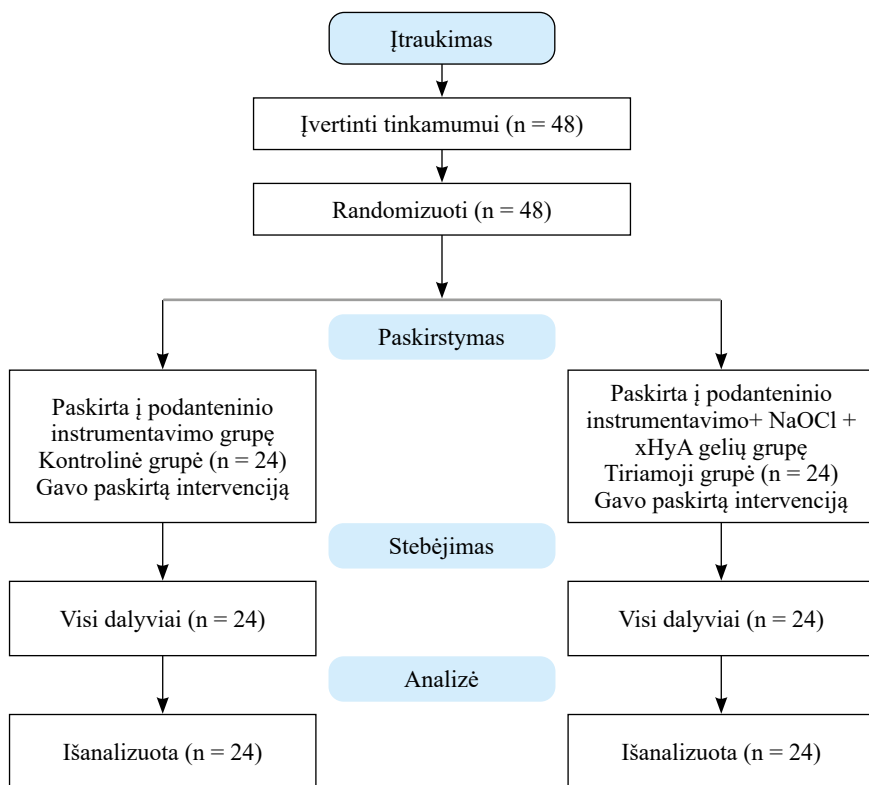 Įtraukimas
Įvertinti tinkamumui (n = 48)
Randomizuoti (n = 48)
Paskirstymas
Paskirta į podanteninio
instrumentavimo grupę
Kontrolinė grupė (n = 24)
Gavo paskirtą intervenciją
Paskirta į podanteninio
instrumentavimo+ NaOCl +
xHyA gelių grupę
Tiriamoji grupė (n = 24)
Gavo paskirtą intervenciją
Stebėjimas
Visi dalyviai (n = 24)
Visi dalyviai (n = 24)
Analizė
Išanalizuota (n = 24)
Išanalizuota (n = 24)